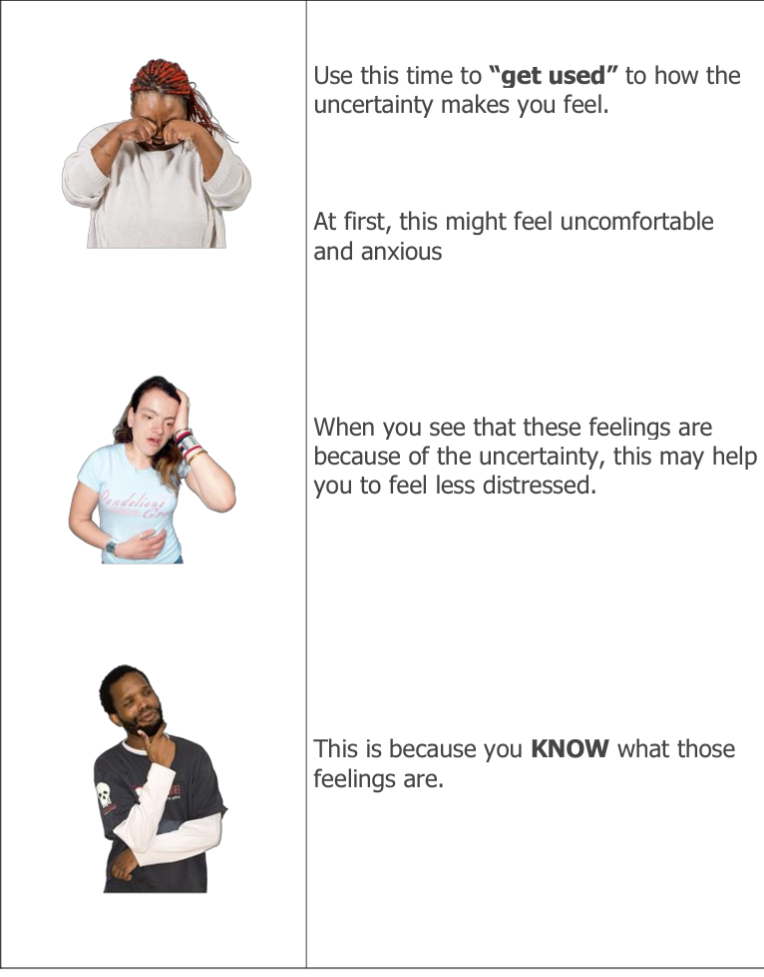 Use this time to “get used” to how the
uncertainty makes you feel.
At first, this might feel uncomfortable
and anxious
When you see that these feelings are
because of the uncertainty, this may help
you to feel less distressed.
This is because you KNOW what those
feelings are.
Dandelions